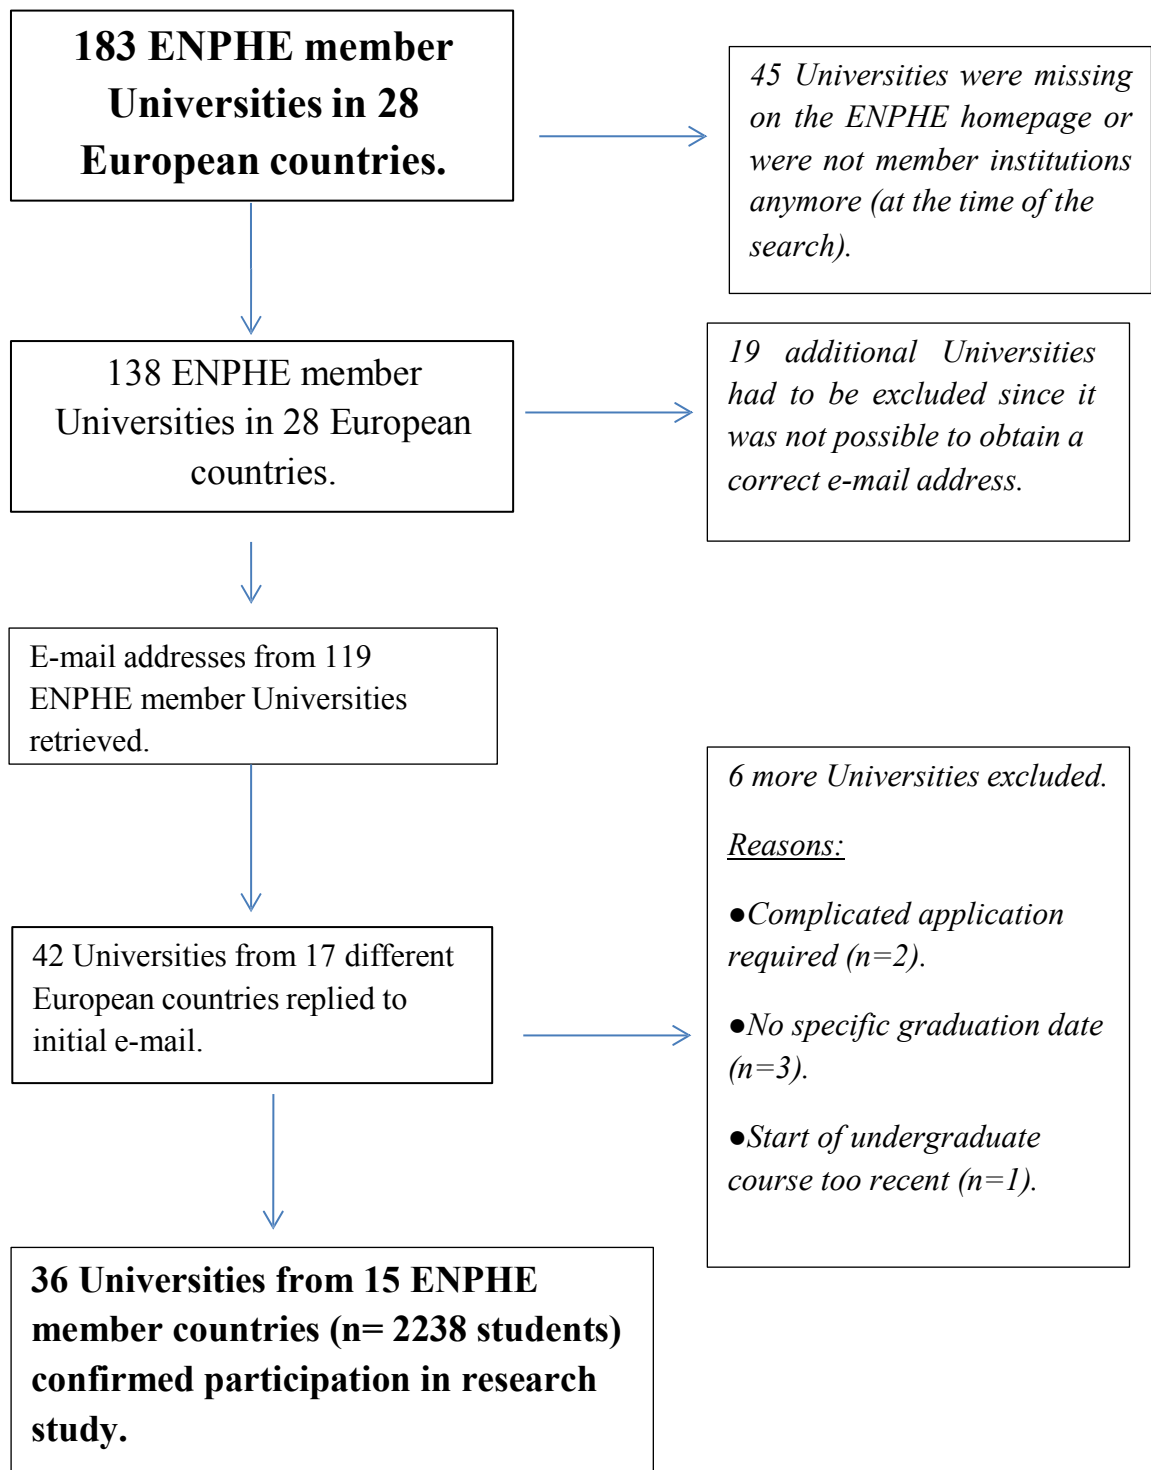 183 ENPHE member
Universities in 28
European countries.
45 Universities were missing
on the ENPHE homepage or
were not member institutions
anymore (at the time of the
search).
138 ENPHE member
Universities in 28 European
countries.
19 additional Universities
had to be excluded since it
was not possible to obtain a
correct e-mail address.
E-mail addresses from 119
ENPHE member Universities
retrieved.
42 Universities from 17 different
European countries replied to
initial e-mail.
6 more Universities excluded.
Reasons:
●Complicated application
required (n=2).
●No specific graduation date
(n=3).
●Start of undergraduate
course too recent (n=1).
36 Universities from 15 ENPHE
member countries (n= 2238 students)
confirmed participation in research
study.